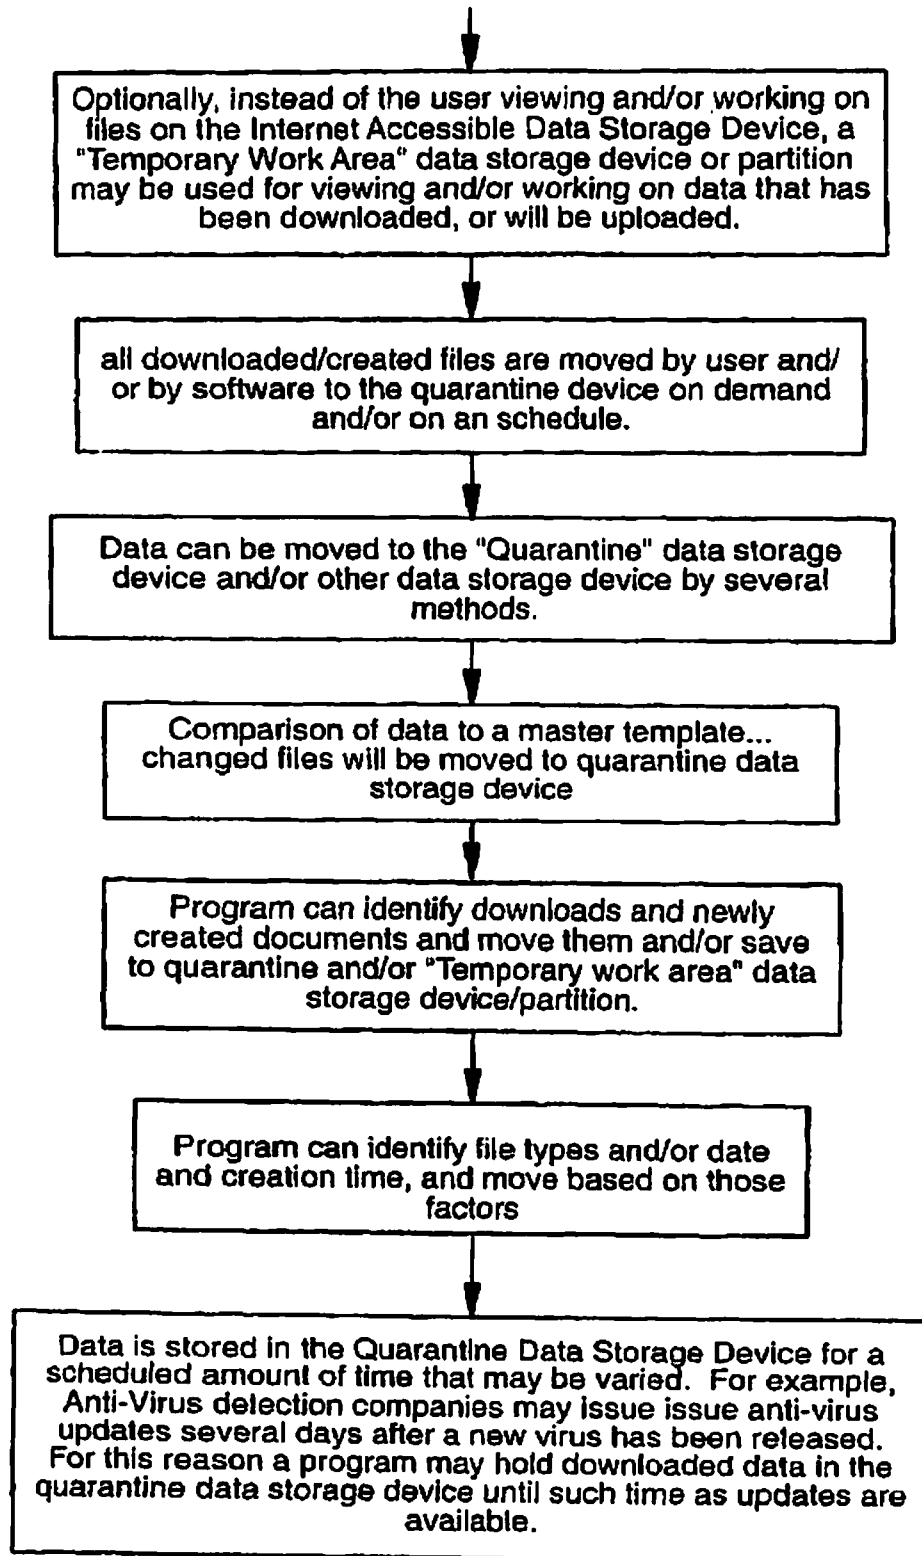 Optionally, instead of the user viewing and/or working on
files on the Internet Accessible Data Storage Device, a
"Temporary Work Area" data storage device or partition
may be used for viewing and/or working on data that has
been downloaded, or will be uploaded.
all downloaded/created files are moved by user and/
or by software to the quarantine device on demand
and/or on an schedule.
Data can be moved to the "Quarantine" data storage
device and/or other data storage device by several
methods.
Comparison of data to a master template...
changed files will be moved to quarantine data
storage device
Program can identify downloads and newly
created documents and move them and/or save
to quarantine and/or "Temporary work area" data
storage device/partition.
Program can identify file types and/or date
and creation time, and move based on those
factors
Data is stored in the Quarantine Data Storage Device for a
scheduled amount of time that may be varied. For example,
Anti-Virus detection companies may issue issue anti-virus
updates several days after a new virus has been released.
For this reason a program may hold downloaded data in the
quarantine data storage device until such time as updates are
available.